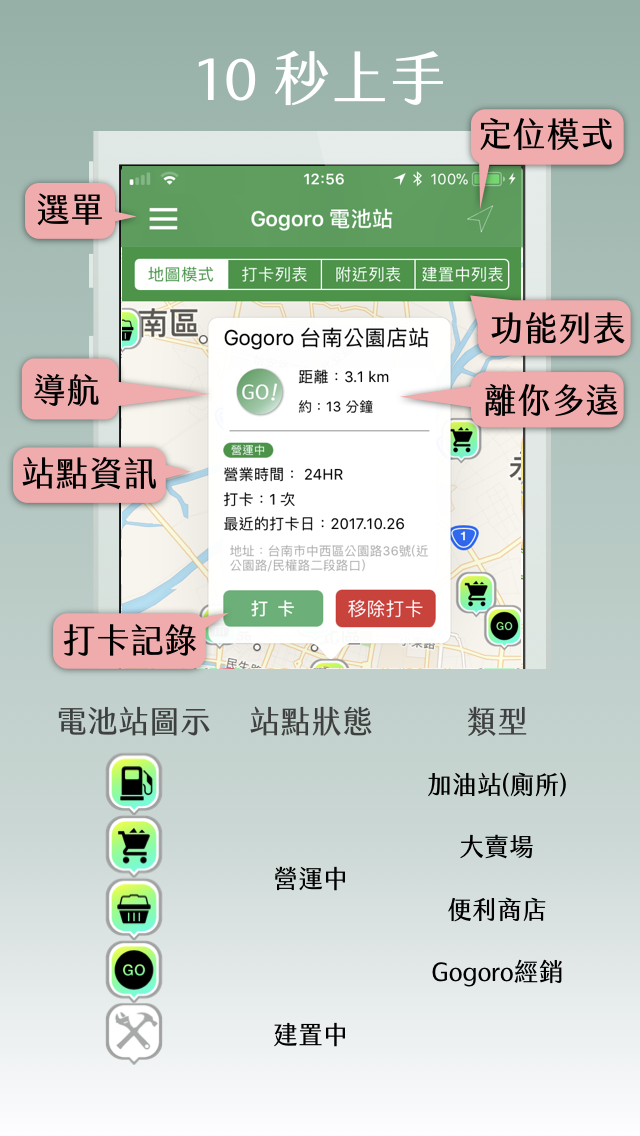 10 秒上手
定位模式
12:56
100%
選單
Gogoro 電池站
地圖模式
打卡列表
附近列表
建置中列表
功能列表
南區
Gogoro 台南公園店站
導航
GO!
距離：3.1 km
約：13 分鐘
離你多遠
站點資訊
營運中
營業時間： 24HR
打卡：1 次
最近的打卡日：2017.10.26
地址：台南市中西區公園路36號(近
公園路/民權路二段路口)
1
GO
打 卡
移除打卡
打卡記錄
民生路
電池站圖示
站點狀態
類型
加油站(廁所)
大賣場
營運中
便利商店
GO
Gogoro經銷
建置中